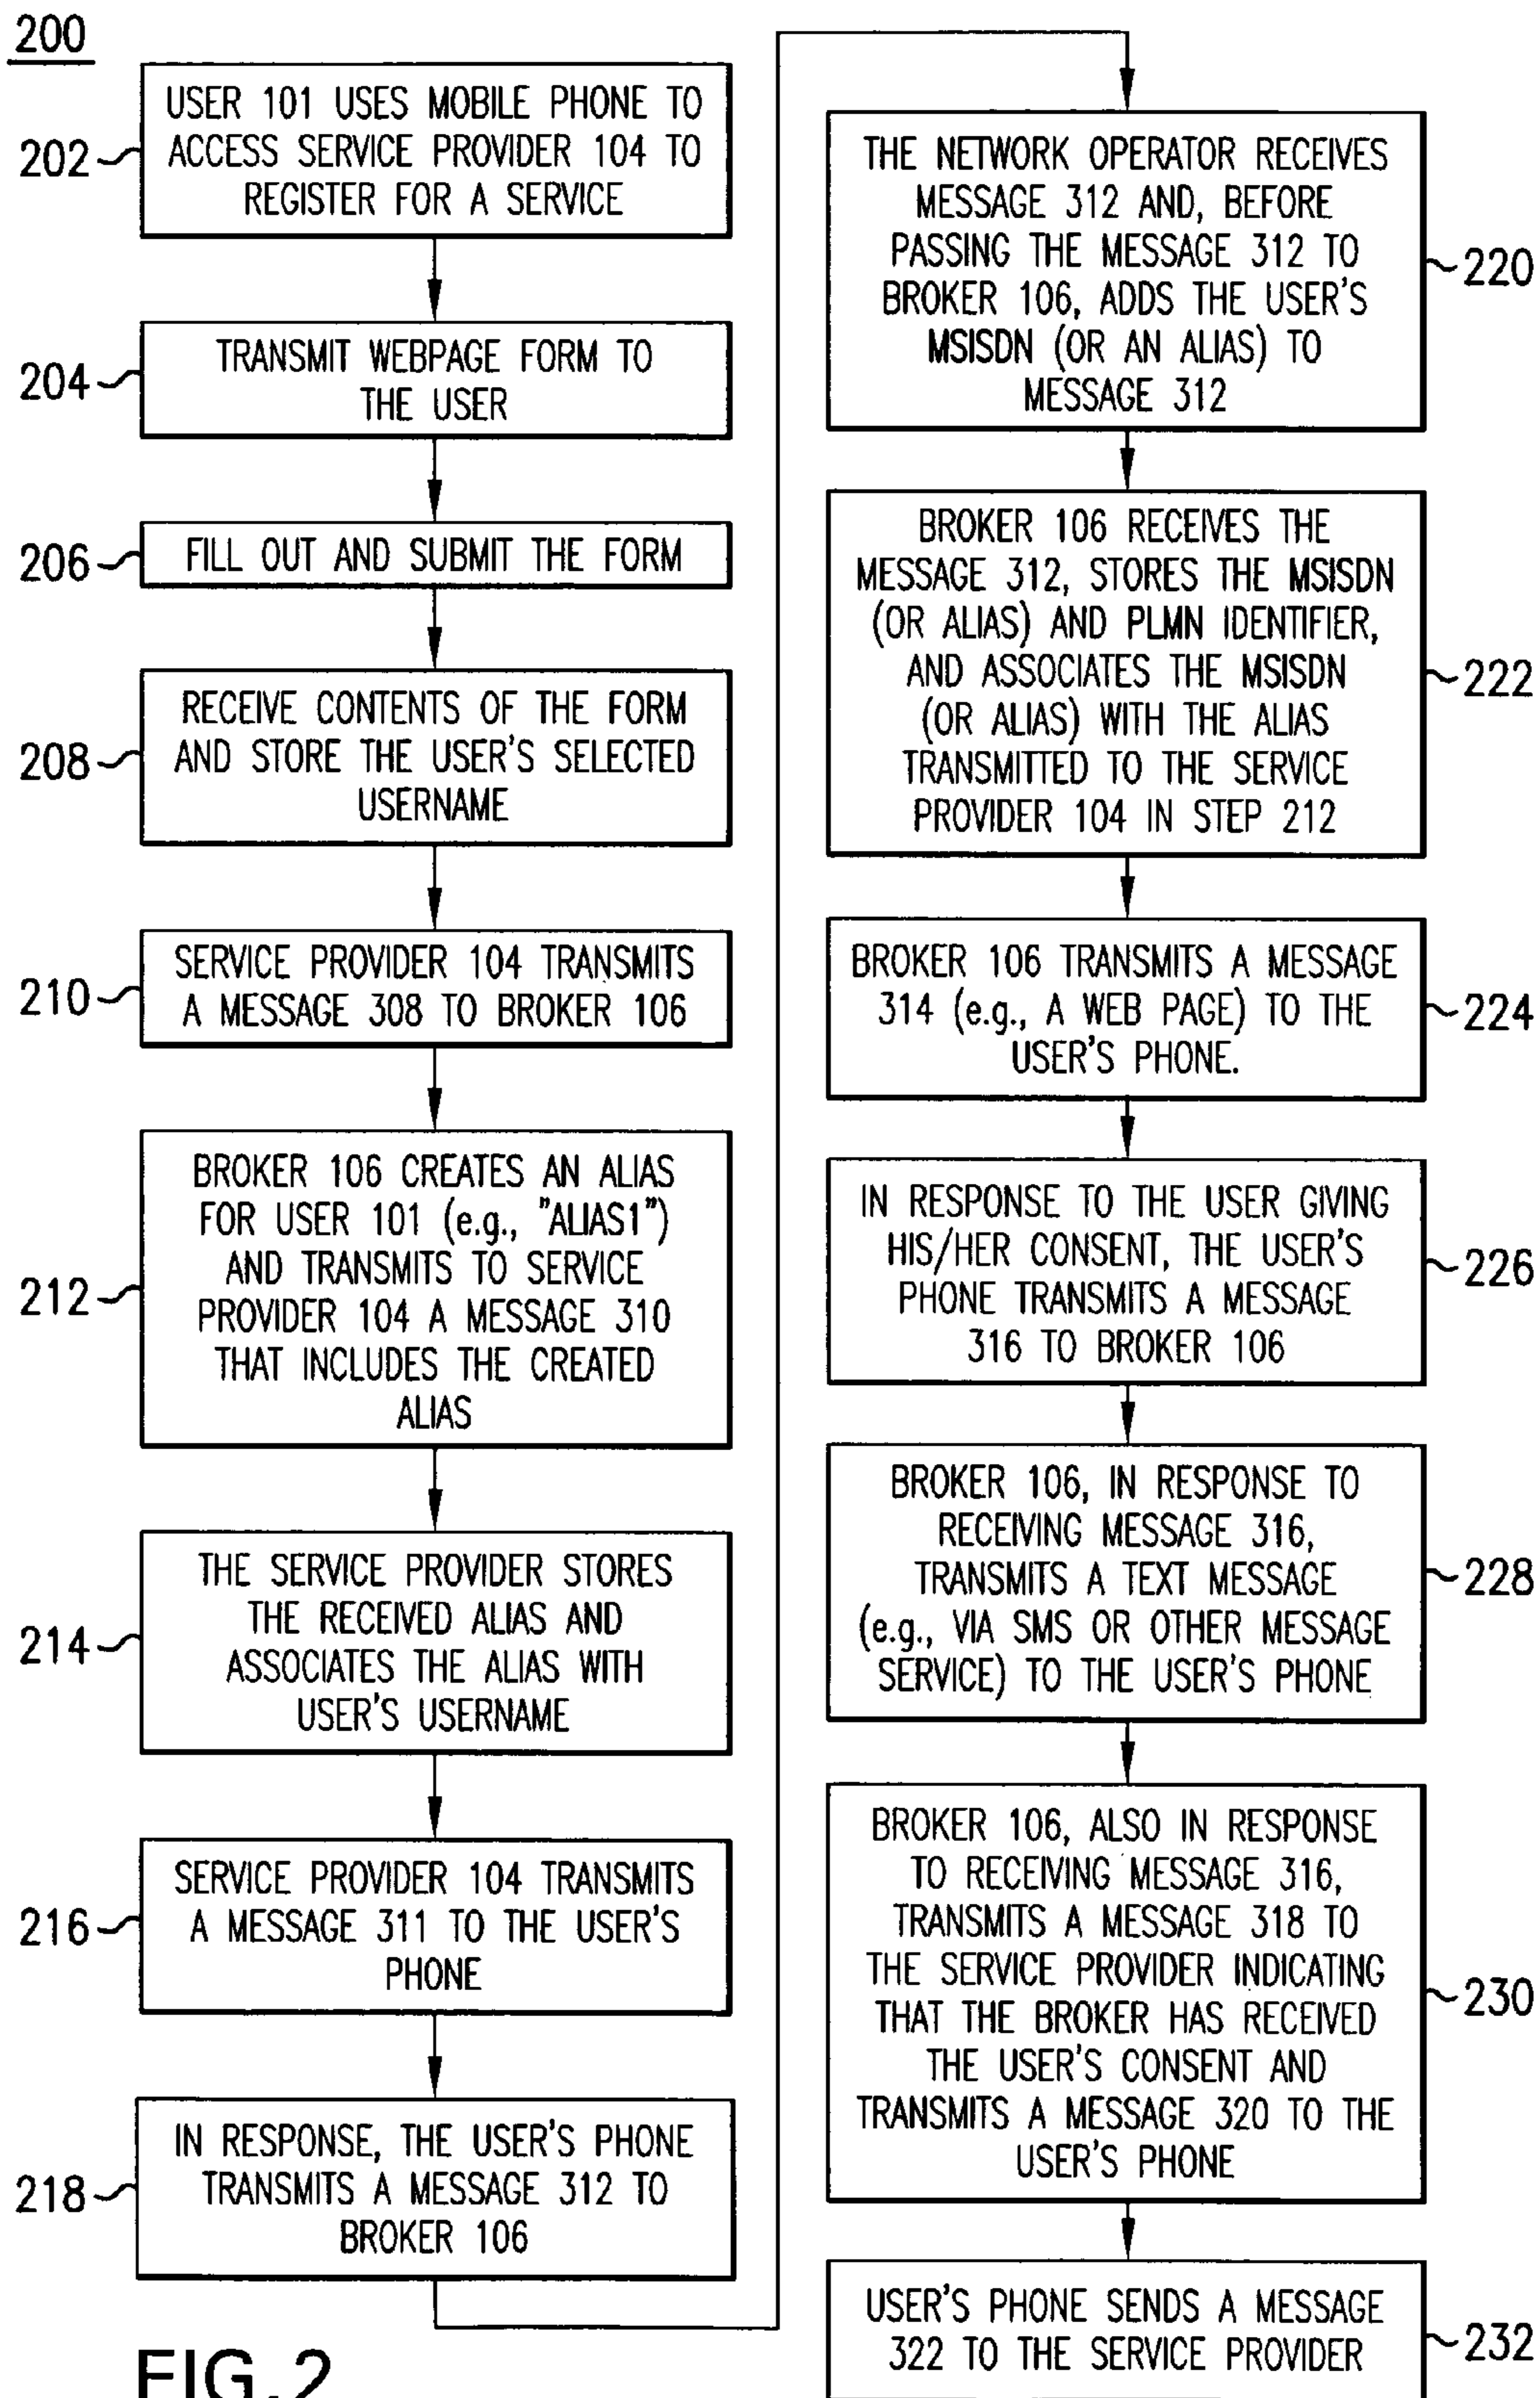 200
202
USER 101 USES MOBILE PHONE TO
ACCESS SERVICE PROVIDER 104 TO
REGISTER FOR A SERVICE
204
TRANSMIT WEBPAGE FORM TO
THE USER
206
FILL OUT AND SUBMIT THE FORM
208
RECEIVE CONTENTS OF THE FORM
AND STORE THE USER'S SELECTED
USERNAME
210
SERVICE PROVIDER 104 TRANSMITS
A MESSAGE 308 TO BROKER 106
212
BROKER 106 CREATES AN ALIAS
FOR USER 101 (e.g., "ALIAS1")
AND TRANSMITS TO SERVICE
PROVIDER 104 A MESSAGE 310
THAT INCLUDES THE CREATED
ALIAS
214
THE SERVICE PROVIDER STORES
THE RECEIVED ALIAS AND
ASSOCIATES THE ALIAS WITH
USER'S USERNAME
216
SERVICE PROVIDER 104 TRANSMITS
A MESSAGE 311 TO THE USER'S
PHONE
218
IN RESPONSE, THE USER'S PHONE
TRANSMITS A MESSAGE 312 TO
BROKER 106
THE NETWORK OPERATOR RECEIVES
MESSAGE 312 AND, BEFORE
PASSING THE MESSAGE 312 TO
BROKER 106, ADDS THE USER'S
MSISDN (OR AN ALIAS) TO
MESSAGE 312
220
BROKER 106 RECEIVES THE
MESSAGE 312, STORES THE MSISDN
(OR ALIAS) AND PLMN IDENTIFIER,
AND ASSOCIATES THE MSISDN
(OR ALIAS) WITH THE ALIAS
TRANSMITTED TO THE SERVICE
PROVIDER 104 IN STEP 212
222
BROKER 106 TRANSMITS A MESSAGE
314 (e.g., A WEB PAGE) TO THE
USER'S PHONE.
224
IN RESPONSE TO THE USER GIVING
HIS/HER CONSENT, THE USER'S
PHONE TRANSMITS A MESSAGE
316 TO BROKER 106
226
BROKER 106, IN RESPONSE TO
RECEIVING MESSAGE 316,
TRANSMITS A TEXT MESSAGE
(e.g., VIA SMS OR OTHER MESSAGE
SERVICE) TO THE USER'S PHONE
228
BROKER 106, ALSO IN RESPONSE
TO RECEIVING MESSAGE 316,
TRANSMITS A MESSAGE 318 TO
THE SERVICE PROVIDER INDICATING
THAT THE BROKER HAS RECEIVED
THE USER'S CONSENT AND
TRANSMITS A MESSAGE 320 TO THE
USER'S PHONE
230
USER'S PHONE SENDS A MESSAGE
322 TO THE SERVICE PROVIDER
232
FIG.2